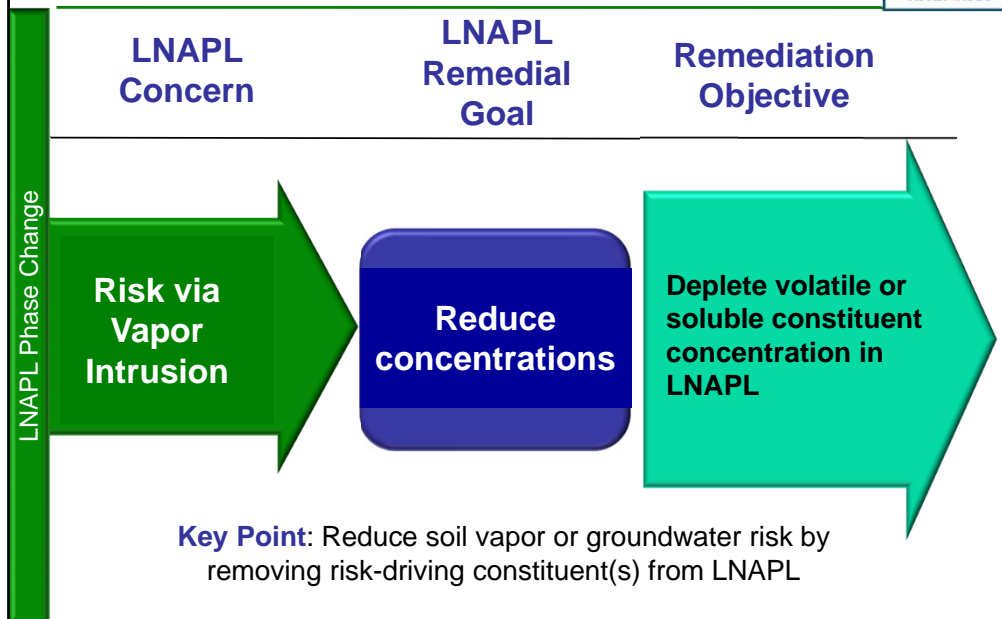 LNAPL
Concern
LNAPL
Remedial
Goal
Remediation
Objective
LNAPL Phase Change
Risk via
Vapor
Intrusion
Reduce
concentrations
Deplete volatile or
soluble constituent
concentration in
LNAPL
Key Point: Reduce soil vapor or groundwater risk by
removing risk-driving constituent(s) from LNAPL